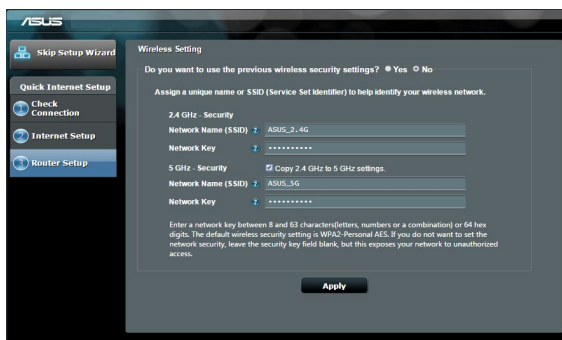 ASUS
Skip Setup Wizard
Quick Internet Setup
1 Check Connection
2 Internet Setup
3 Router Setup
Wireless Setting
Do you want to use the previous wireless security settings? Yes No
Assign a unique name or SSID (Service Set Identifier) to help identify your wireless network.
2.4 GHz - Security
Network Name (SSID) ? ASUS_2.4G
Network Key ? ••••••••••
5 GHz - Security Copy 2.4 GHz to 5 GHz settings.
Network Name (SSID) ? ASUS_5G
Network Key ? ••••••••••
Enter a network key between 8 and 63 characters(letters, numbers or a combination) or 64 hex
digits. The default wireless security setting is WPA2-Personal AES. If you do not want to set the
network security, leave the security key field blank, but this exposes your network to unauthorized
access.
Apply